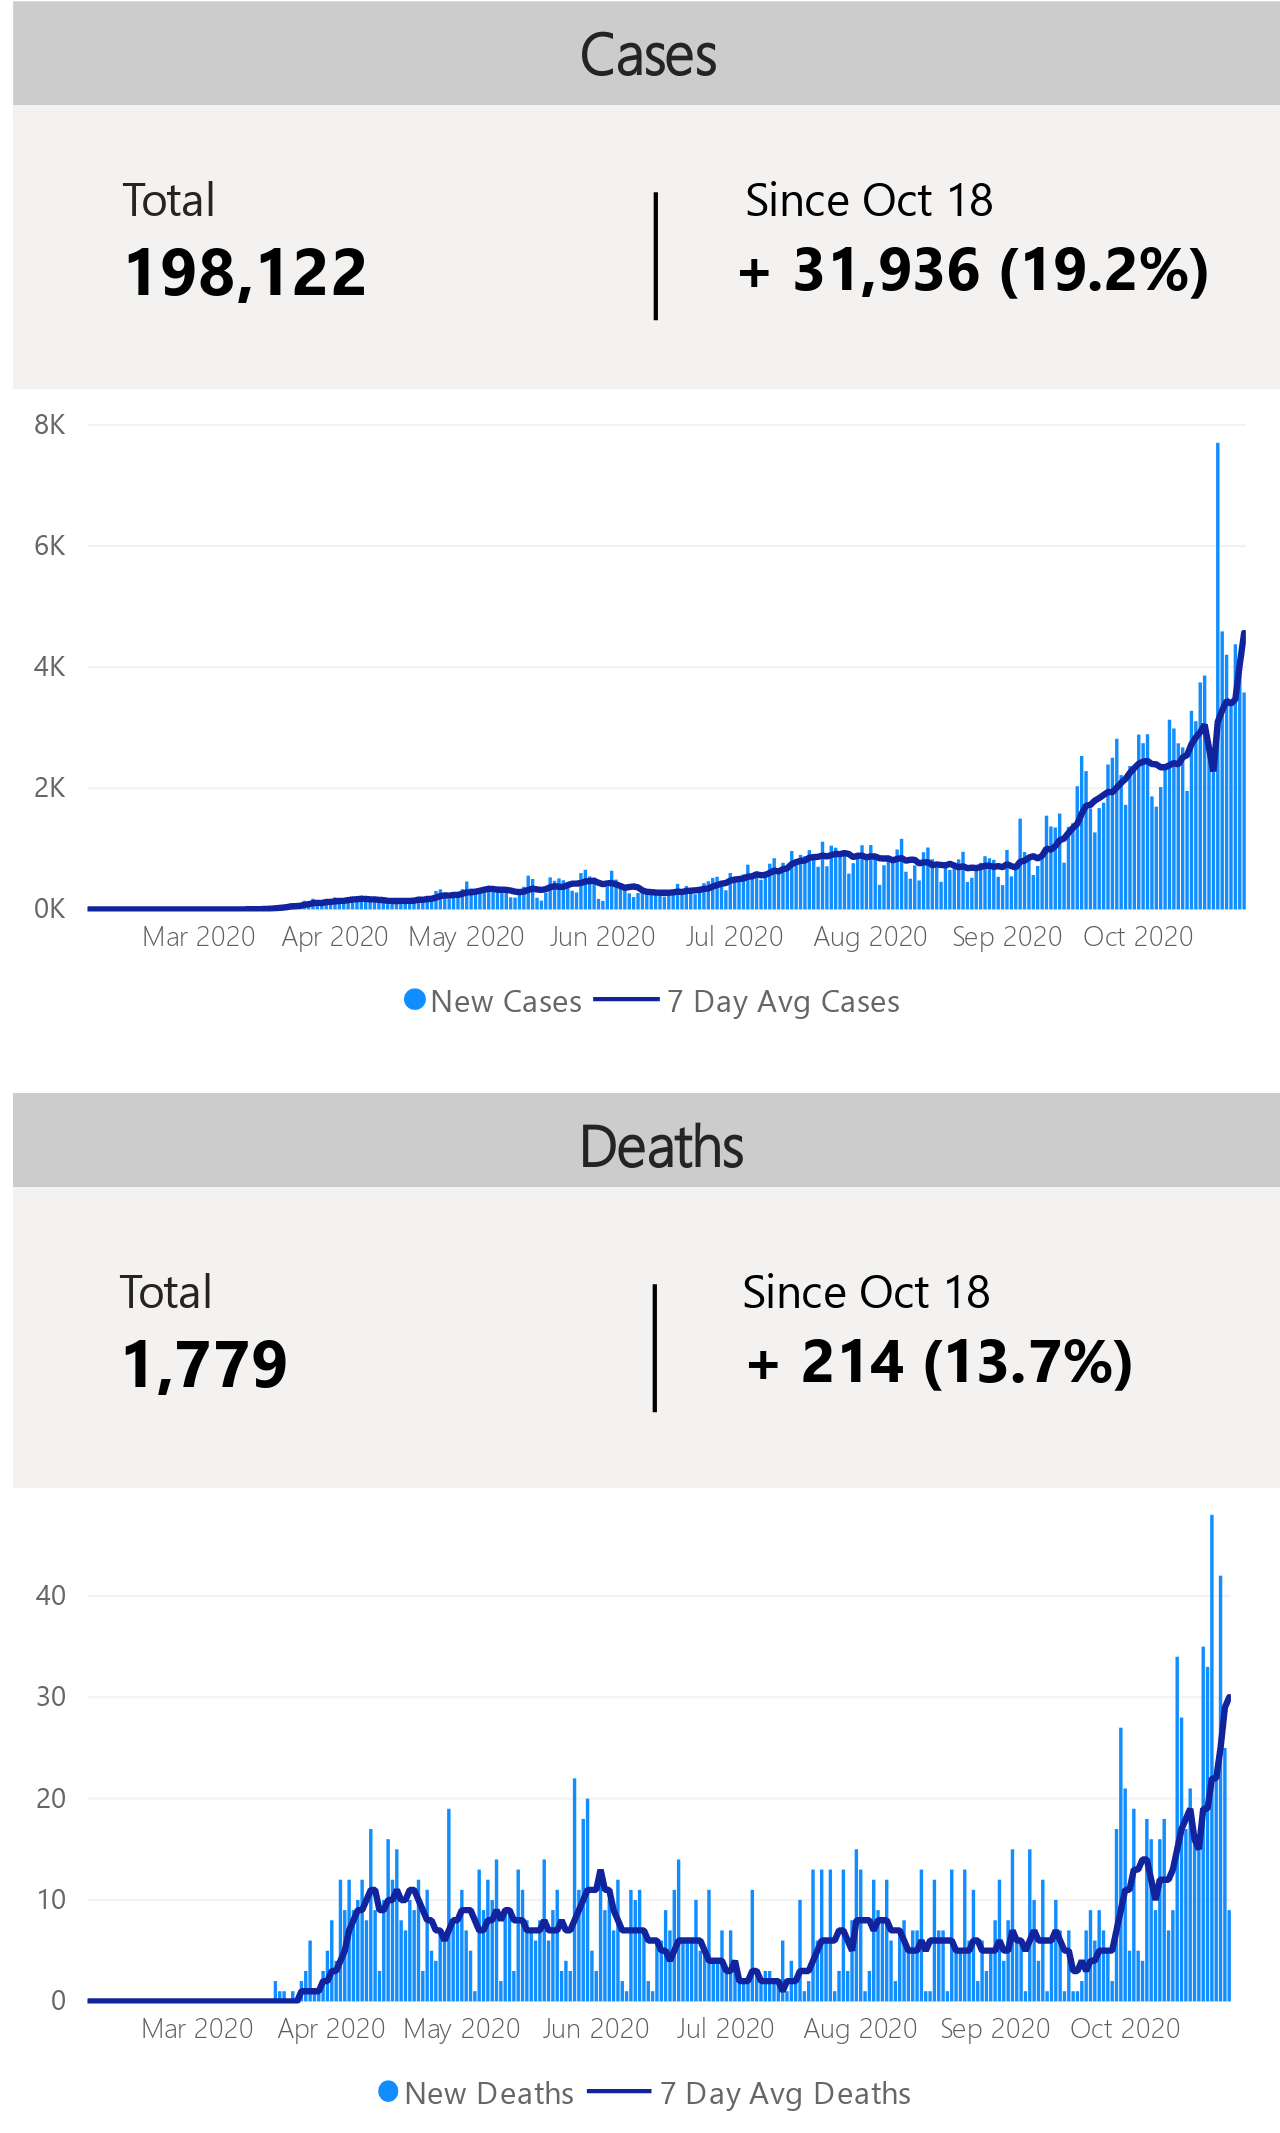 Cases
Total
Since Oct 18
198,122
+ 31,936 (19.2%)
8K
6K
4K
2K
0K
Mar 2020 Apr 2020 May 2020 Jun 2020 Jul 2020 Aug 2020 Sep 2020 Oct 2020
New Cases 7 Day Avg Cases
Deaths
Total
Since Oct 18
1,779
+ 214 (13.7%)
40
30
20
10
0
Mar 2020 Apr 2020 May 2020 Jun 2020 Jul 2020 Aug 2020 Sep 2020 Oct 2020
New Deaths 7 Day Avg Deaths